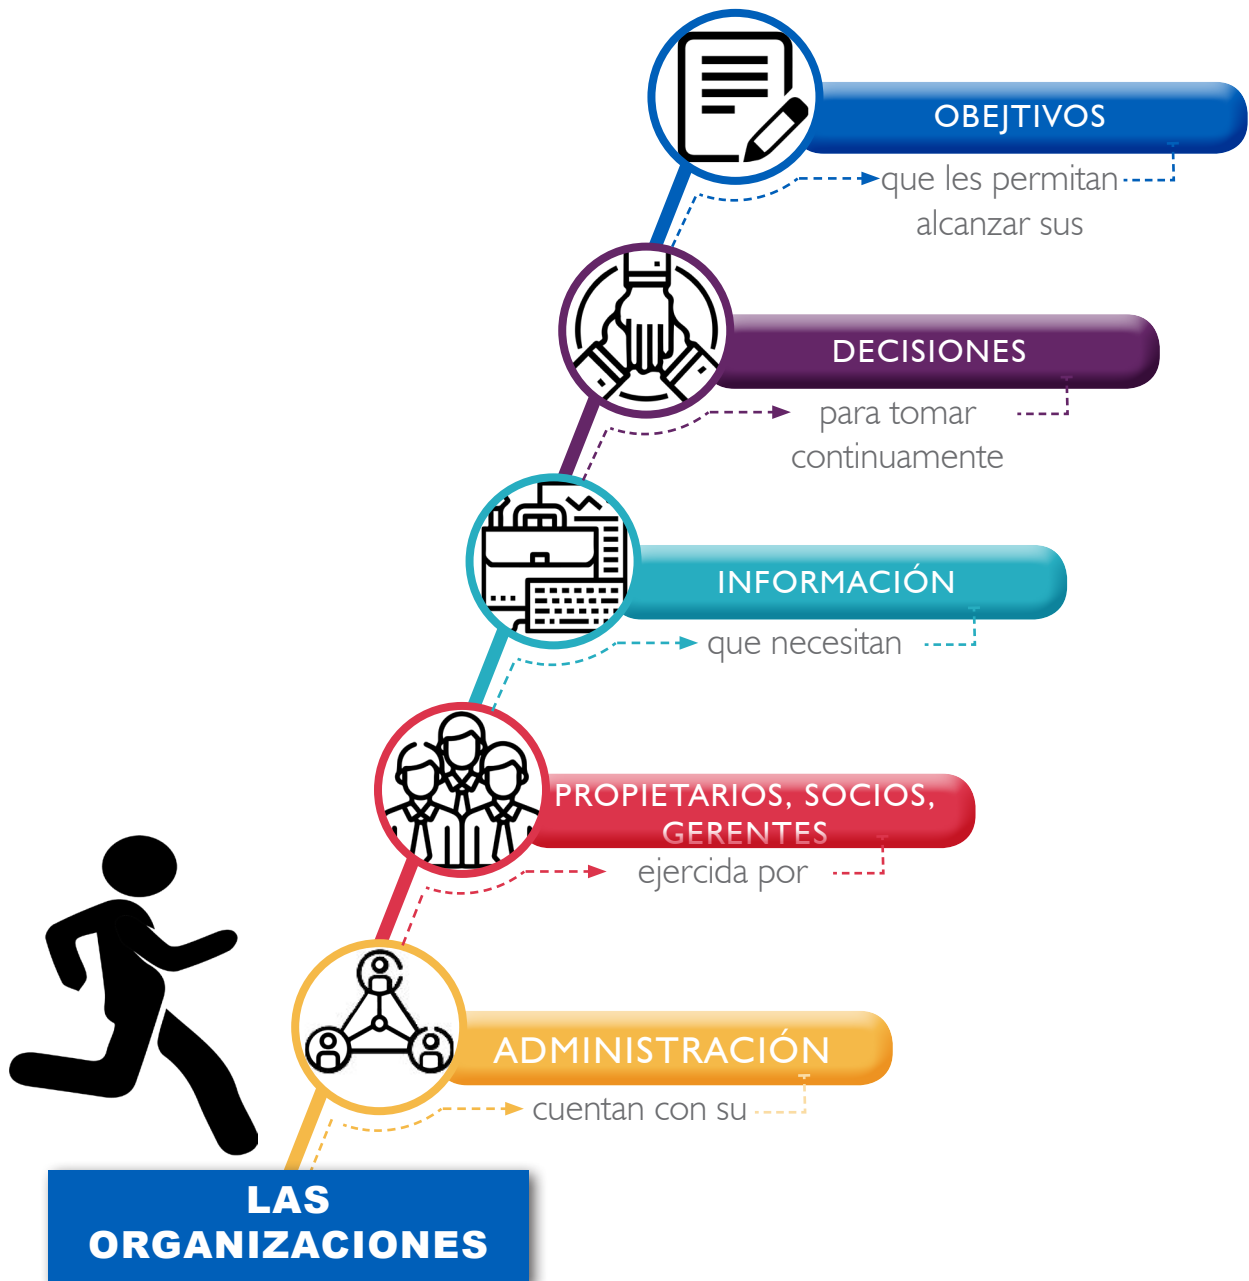 OBEJTIVOS
que les permitan
alcanzar sus
DECISIONES
para tomar
continuamente
INFORMACIÓN
que necesitan
PROPIETARIOS, SOCIOS,
GERENTES
ejercida por
ADMINISTRACIÓN
cuentan con su
LAS
ORGANIZACIONES